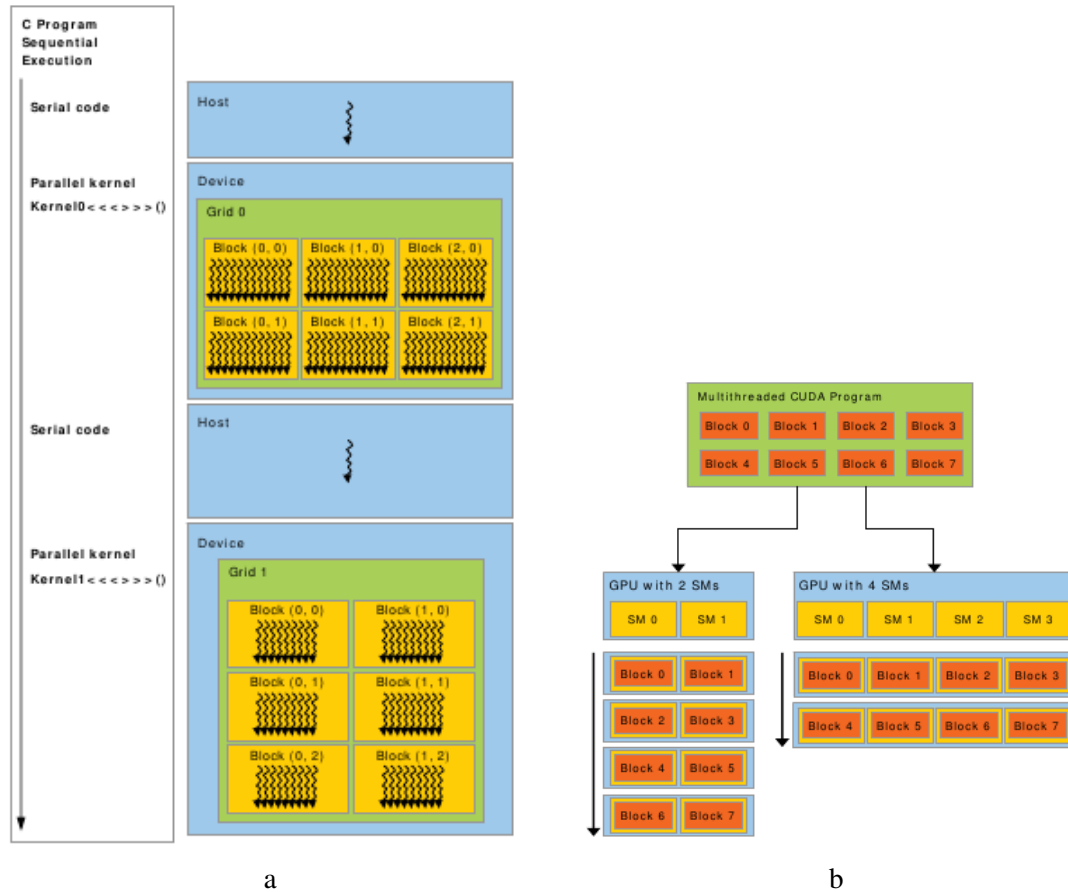 C Program
Sequential
Execution
Serial code
Host
Parallel kernel
Kernel0<<<>>>()
Device
Grid 0
Block (0, 0)
Block (1, 0)
Block (2, 0)
Block (0, 1)
Block (1, 1)
Block (2, 1)
Serial code
Host
Parallel kernel
Kernel1<<<>>>()
Device
Grid 1
Block (0, 0)
Block (1, 0)
Block (0, 1)
Block (1, 1)
Block (0, 2)
Block (1, 2)
a
Multithreaded CUDA Program
Block 0
Block 1
Block 2
Block 3
Block 4
Block 5
Block 6
Block 7
GPU with 2 SMs
SM 0
SM 1
Block 0
Block 1
Block 2
Block 3
Block 4
Block 5
Block 6
Block 7
GPU with 4 SMs
SM 0
SM 1
SM 2
SM 3
Block 0
Block 1
Block 2
Block 3
Block 4
Block 5
Block 6
Block 7
b